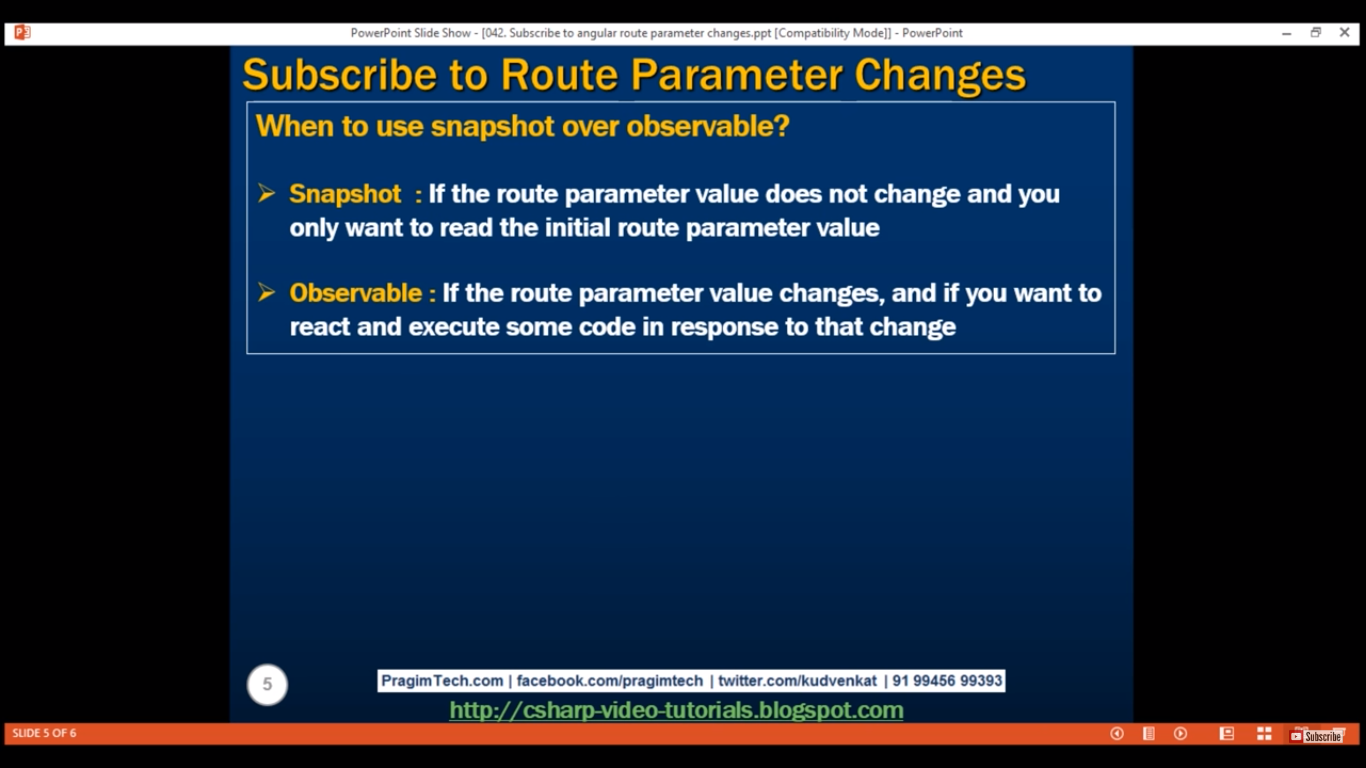 PowerPoint Slide Show - [042. Subscribe to angular route parameter changes.ppt [Compatibility Mode]] - PowerPoint
Subscribe to Route Parameter Changes
When to use snapshot over observable?
Snapshot : If the route parameter value does not change and you
only want to read the initial route parameter value
Observable : If the route parameter value changes, and if you want to
react and execute some code in response to that change
5
PragimTech.com | facebook.com/pragimtech | twitter.com/kudvenkat | 91 99456 99393
http://csharp-video-tutorials.blogspot.com
SLIDE 5 OF 6
Subscribe